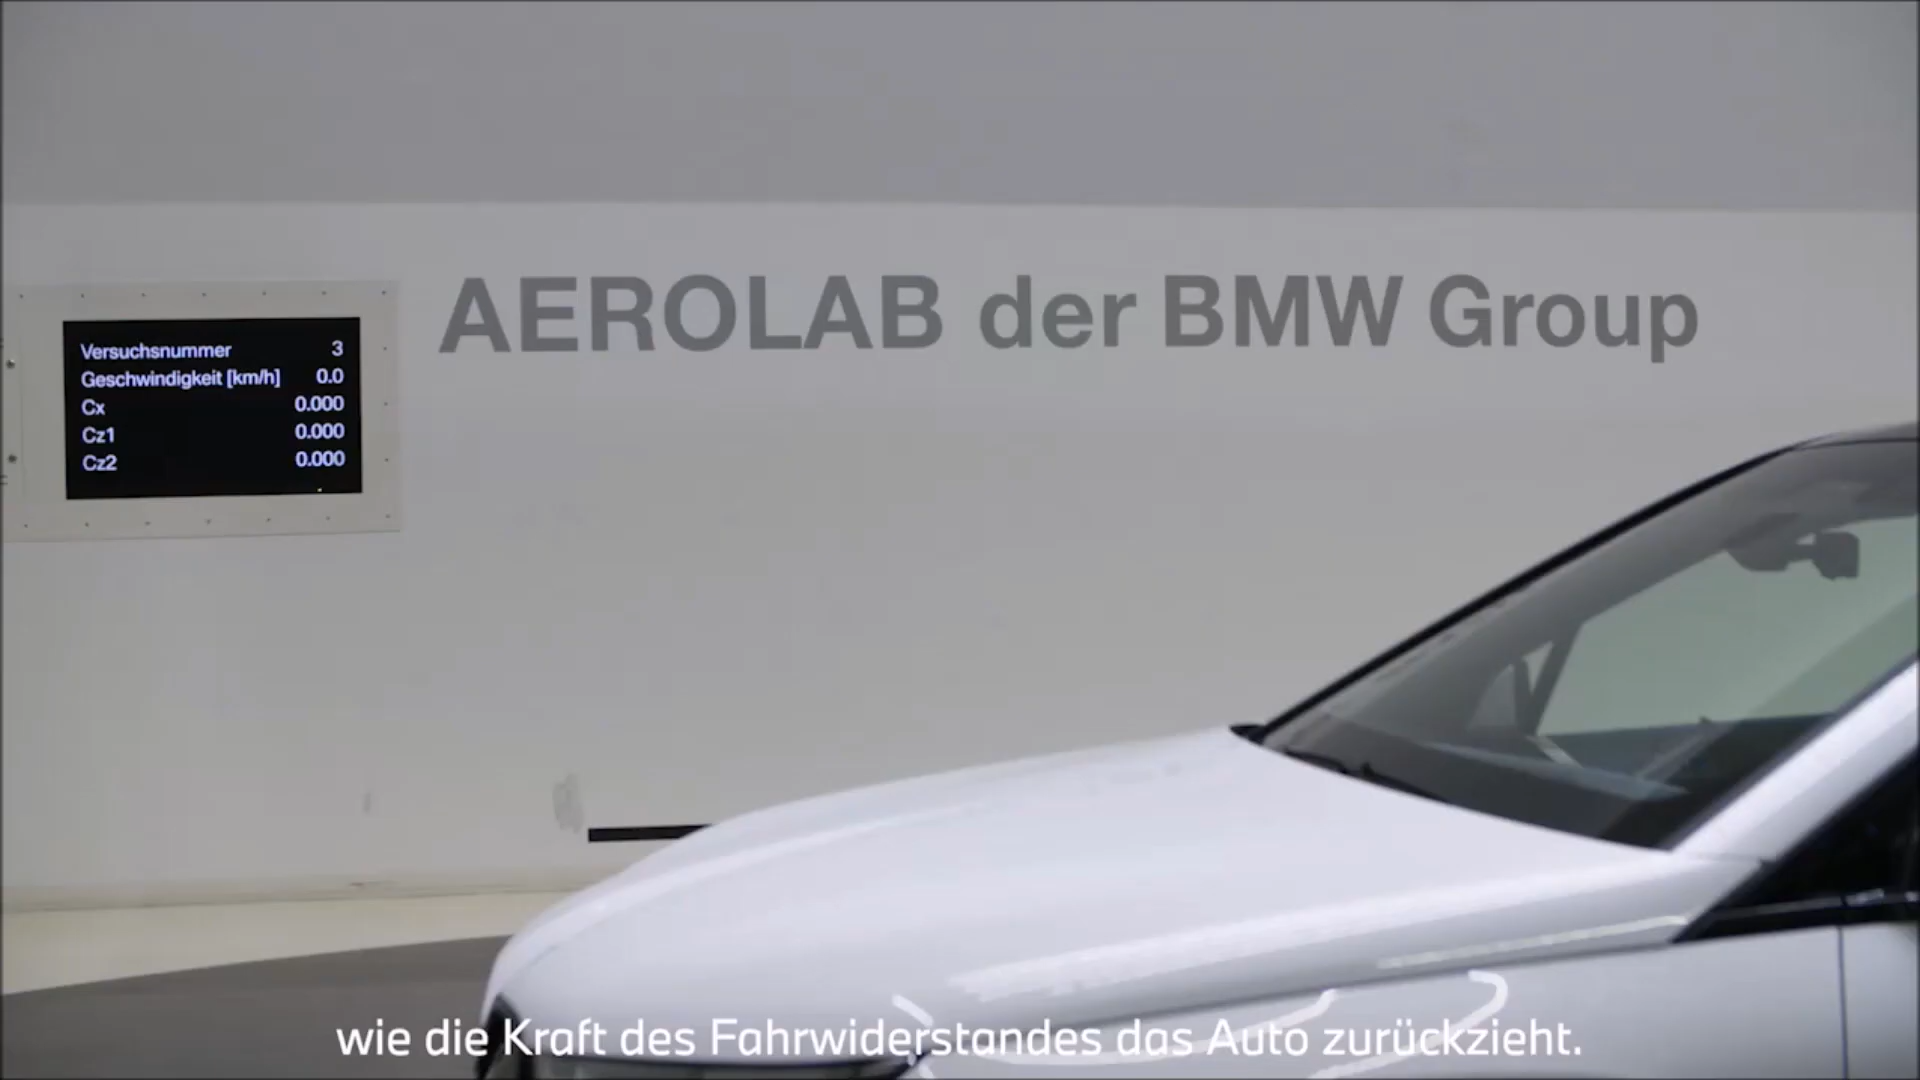 AEROLAB der BMW Group
Versuchsnummer 3
Geschwindigkeit [km/h] 0.0
Cx 0.000
Cz1 0.000
Cz2 0.000
wie die Kraft des Fahrwiderstandes das Auto zurückzieht.